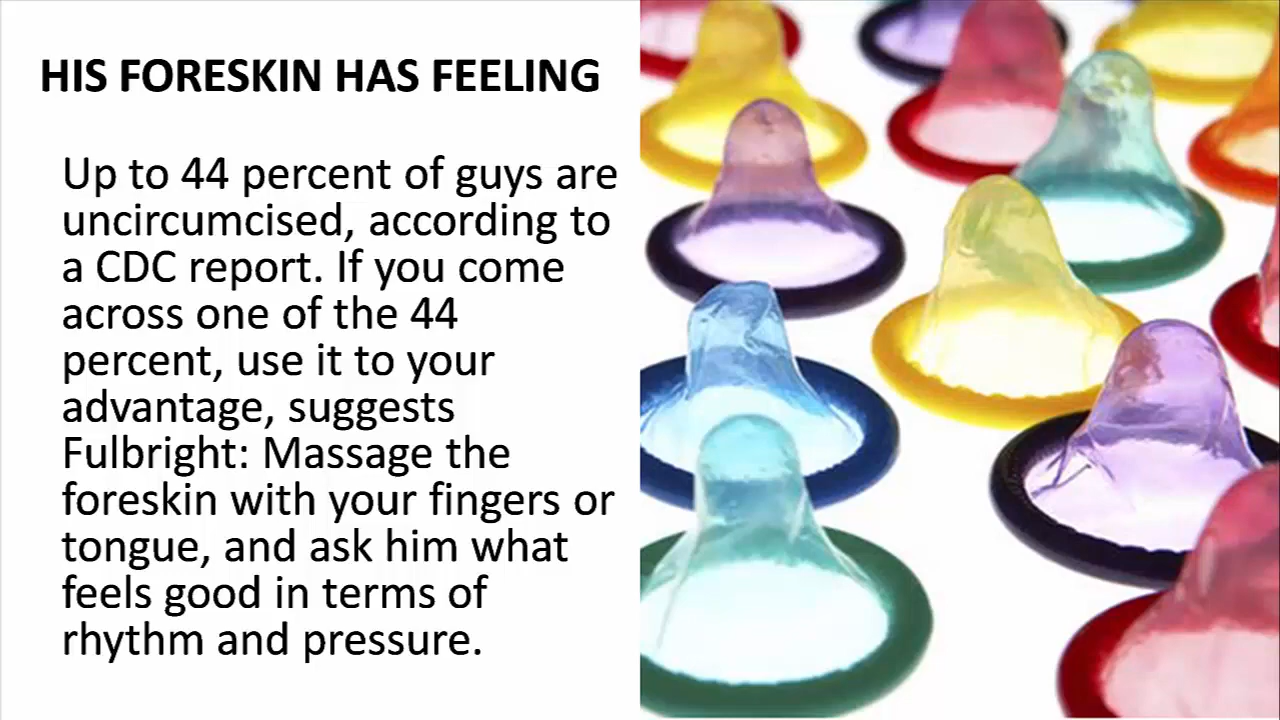 HIS FORESKIN HAS FEELING
Up to 44 percent of guys are
uncircumcised, according to
a CDC report. If you come
across one of the 44
percent, use it to your
advantage, suggests
Fulbright: Massage the
foreskin with your fingers or
tongue, and ask him what
feels good in terms of
rhythm and pressure.